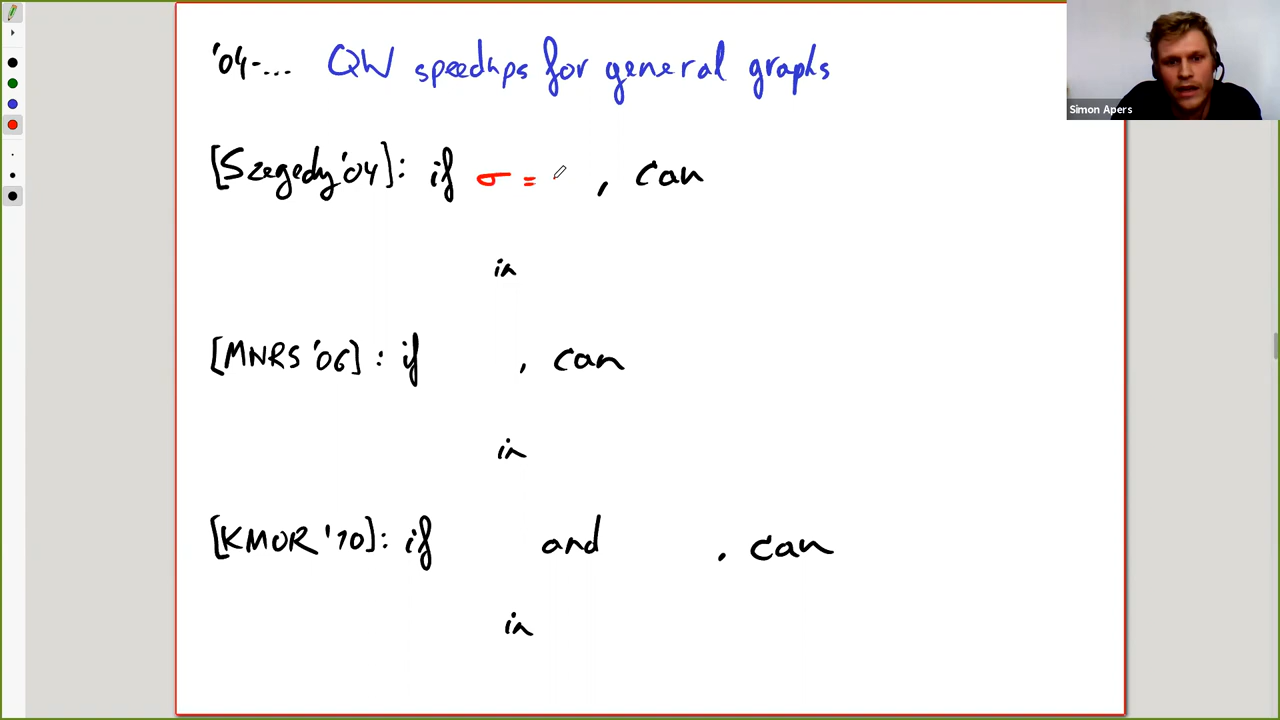 '04-... QW speedups for general graphs
Simon Apers
[Szegedy '04]: if σ = , can
in
[MNRS '06]: if , can
in
[KMOR '10]: if and , can
in